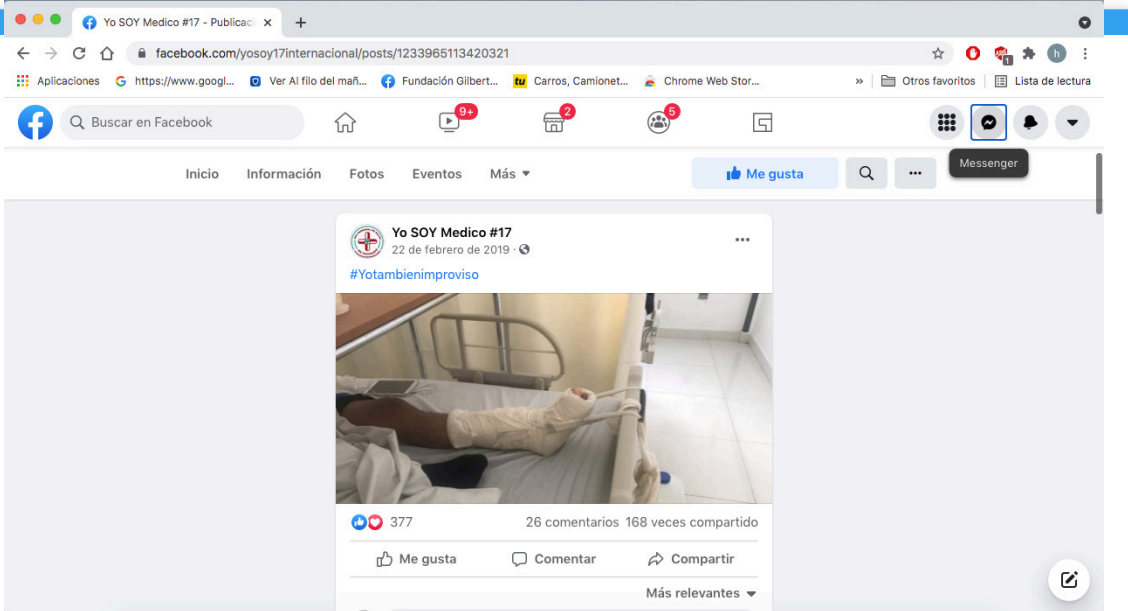 Yo SOY Medico #17 - Publicaci
facebook.com/yosoy17internacional/posts/1233965113420321
Aplicaciones
https://www.googl...
Ver Al filo del mañ...
Fundación Gilbert...
tu
Carros, Camionet...
Chrome Web Stor...
»
Otros favoritos
Lista de lectura
h
1
Buscar en Facebook
9+
2
5
Inicio
Información
Fotos
Eventos
Más
Me gusta
Messenger
Yo SOY Medico #17
22 de febrero de 2019 ·
#Yotambienimproviso
377
26 comentarios 168 veces compartido
Me gusta
Comentar
Compartir
Más relevantes